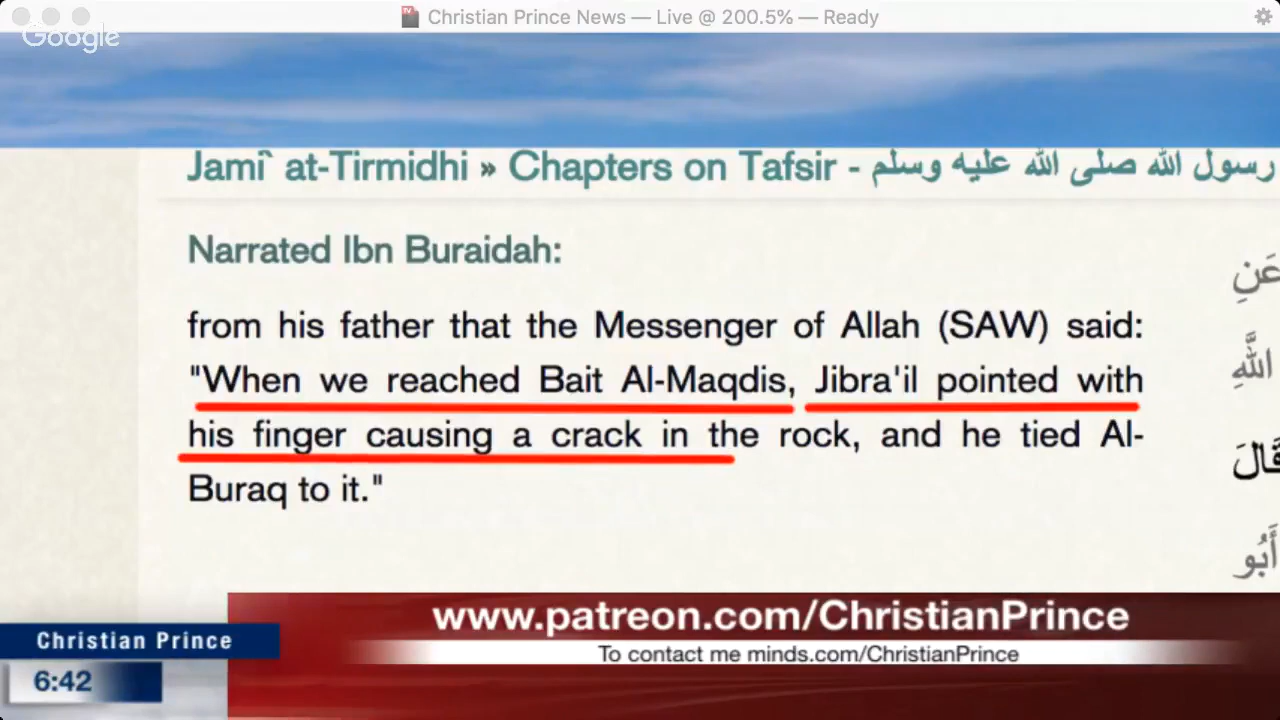 Christian Prince News — Live @ 200.5% — Ready
Google
Jami` at-Tirmidhi » Chapters on Tafsir - رسول الله صلى الله عليه وسلم
Narrated Ibn Buraidah:
from his father that the Messenger of Allah (SAW) said:
"When we reached Bait Al-Maqdis, Jibra'il pointed with
his finger causing a crack in the rock, and he tied Al-
Buraq to it."
عَنِ
اللَّهِ
قَالَ
أَبُو
www.patreon.com/ChristianPrince
To contact me minds.com/ChristianPrince
Christian Prince
6:42